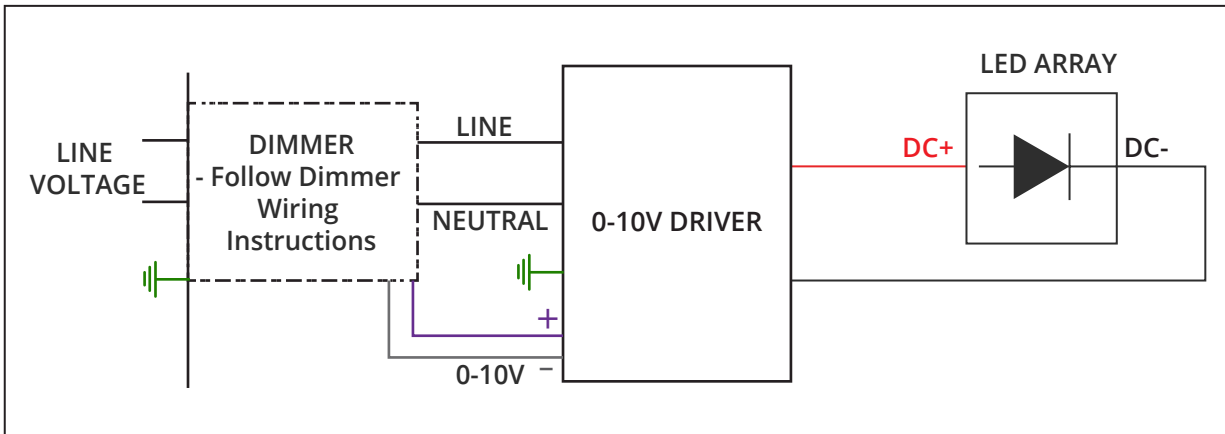 LED ARRAY
LINE
VOLTAGE
DIMMER
- Follow Dimmer
Wiring
Instructions
LINE
NEUTRAL
+
0-10V –
0-10V DRIVER
DC+
DC-